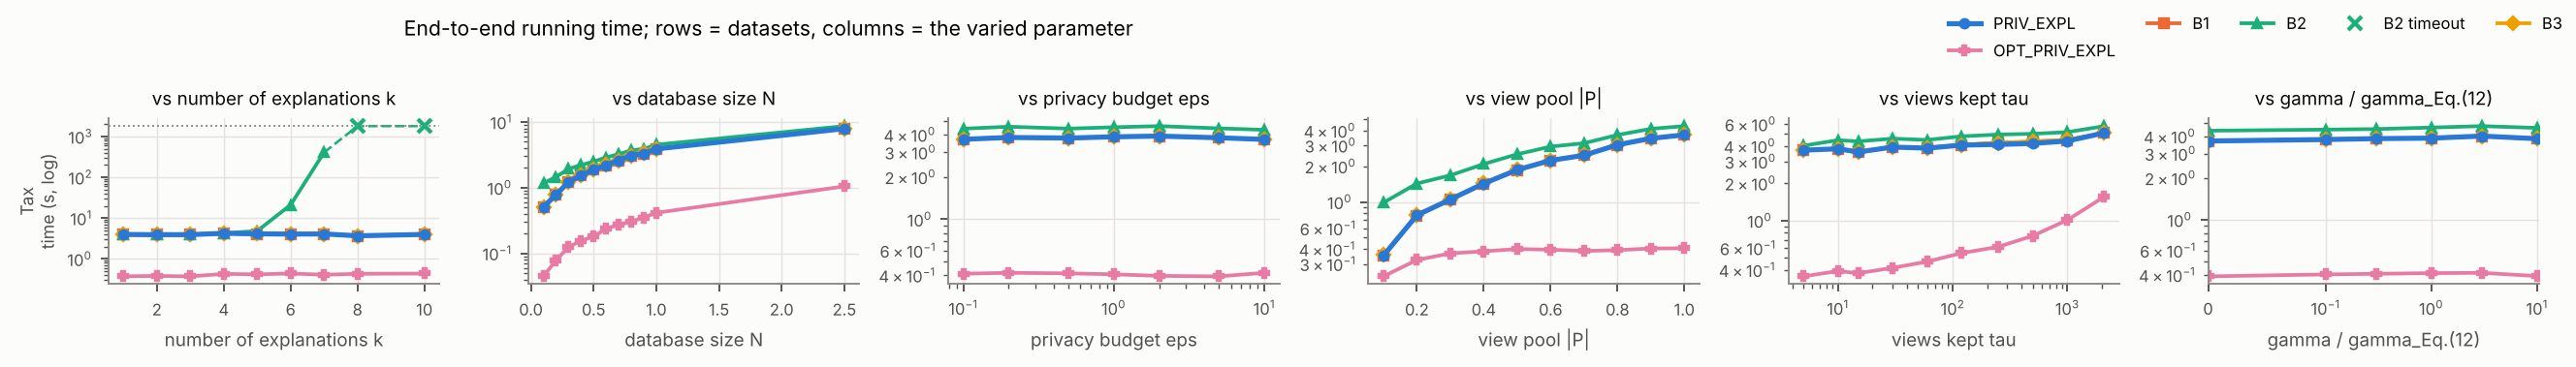 End-to-end running time; rows = datasets, columns = the varied parameter
PRIV_EXPL B1 B2 B2 timeout B3
OPT_PRIV_EXPL
vs number of explanations k
Tax
time (s, log)
10³
10²
10¹
10⁰
2 4 6 8 10
number of explanations k
vs database size N
10¹
10⁰
10⁻¹
0.0 0.5 1.0 1.5 2.0 2.5
database size N
vs privacy budget eps
4 × 10⁰
3 × 10⁰
2 × 10⁰
10⁰
6 × 10⁻¹
4 × 10⁻¹
10⁻¹ 10⁰ 10¹
privacy budget eps
vs view pool |P|
4 × 10⁰
3 × 10⁰
2 × 10⁰
10⁰
6 × 10⁻¹
4 × 10⁻¹
3 × 10⁻¹
0.2 0.4 0.6 0.8 1.0
view pool |P|
vs views kept tau
6 × 10⁰
4 × 10⁰
3 × 10⁰
2 × 10⁰
10⁰
6 × 10⁻¹
4 × 10⁻¹
10¹ 10² 10³
views kept tau
vs gamma / gamma_Eq.(12)
4 × 10⁰
3 × 10⁰
2 × 10⁰
10⁰
6 × 10⁻¹
4 × 10⁻¹
0 10⁻¹ 10⁰ 10¹
gamma / gamma_Eq.(12)